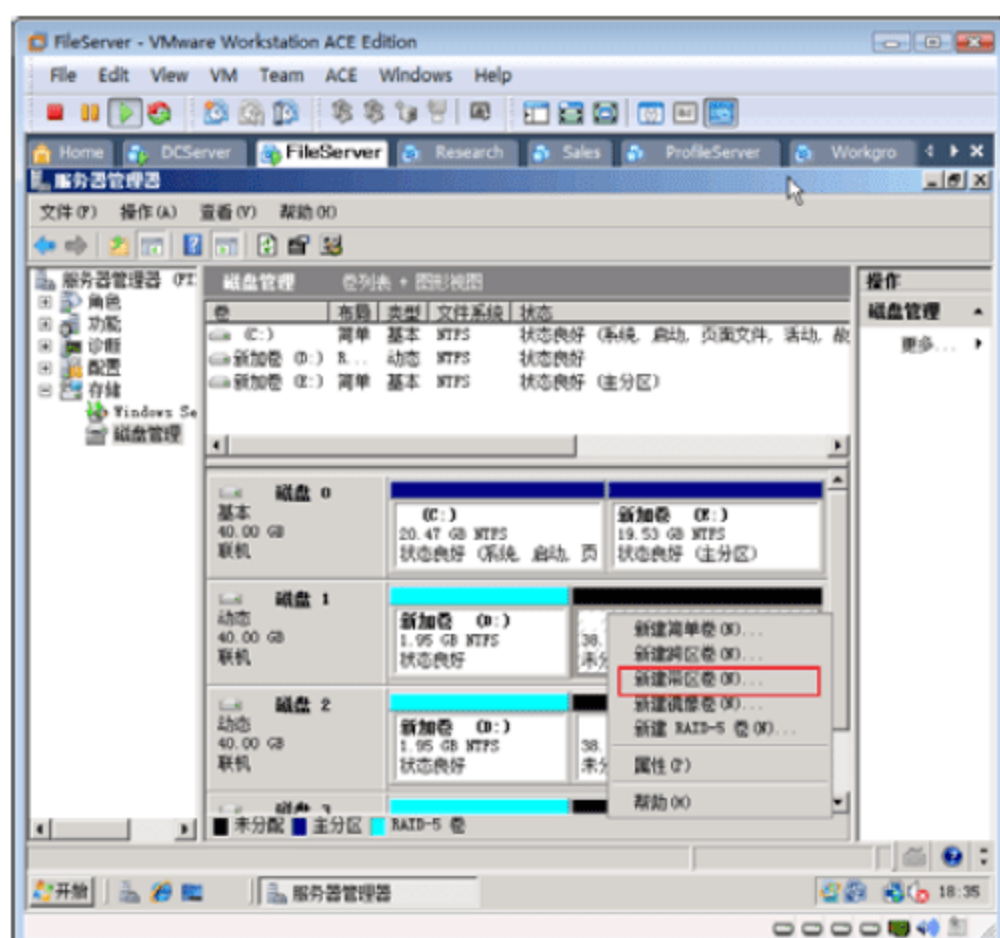 FileServer - VMware Workstation ACE Edition
File Edit View VM Team ACE Windows Help
Home DCServer FileServer Research Sales ProfileServer Workgro
服务器管理器
文件(F) 操作(A) 查看(V) 帮助(H)
服务器管理器 (FI
角色
功能
诊断
配置
存储
Windows Se
磁盘管理
磁盘管理 卷列表 + 图形视图
卷 布局 类型 文件系统 状态
(C:) 简单 基本 NTFS 状态良好 (系统, 启动, 页面文件, 活动, 故
新加卷 (D:) R... 动态 NTFS 状态良好
新加卷 (E:) 简单 基本 NTFS 状态良好 (主分区)
操作
磁盘管理
更多...
磁盘 0
基本
40.00 GB
联机
(C:)
20.47 GB NTFS
状态良好 (系统, 启动, 页
新加卷 (E:)
19.53 GB NTFS
状态良好 (主分区)
磁盘 1
动态
40.00 GB
联机
新加卷 (D:)
1.95 GB NTFS
状态良好
38.
未分
磁盘 2
动态
40.00 GB
联机
新加卷 (D:)
1.95 GB NTFS
状态良好
38.
未分
磁盘 3
新建简单卷(N)...
新建跨区卷(N)...
新建带区卷(N)...
新建镜像卷(N)...
新建 RAID-5 卷(N)...
属性(P)
帮助(H)
未分配 主分区 RAID-5 卷
开始 服务器管理器 18:35